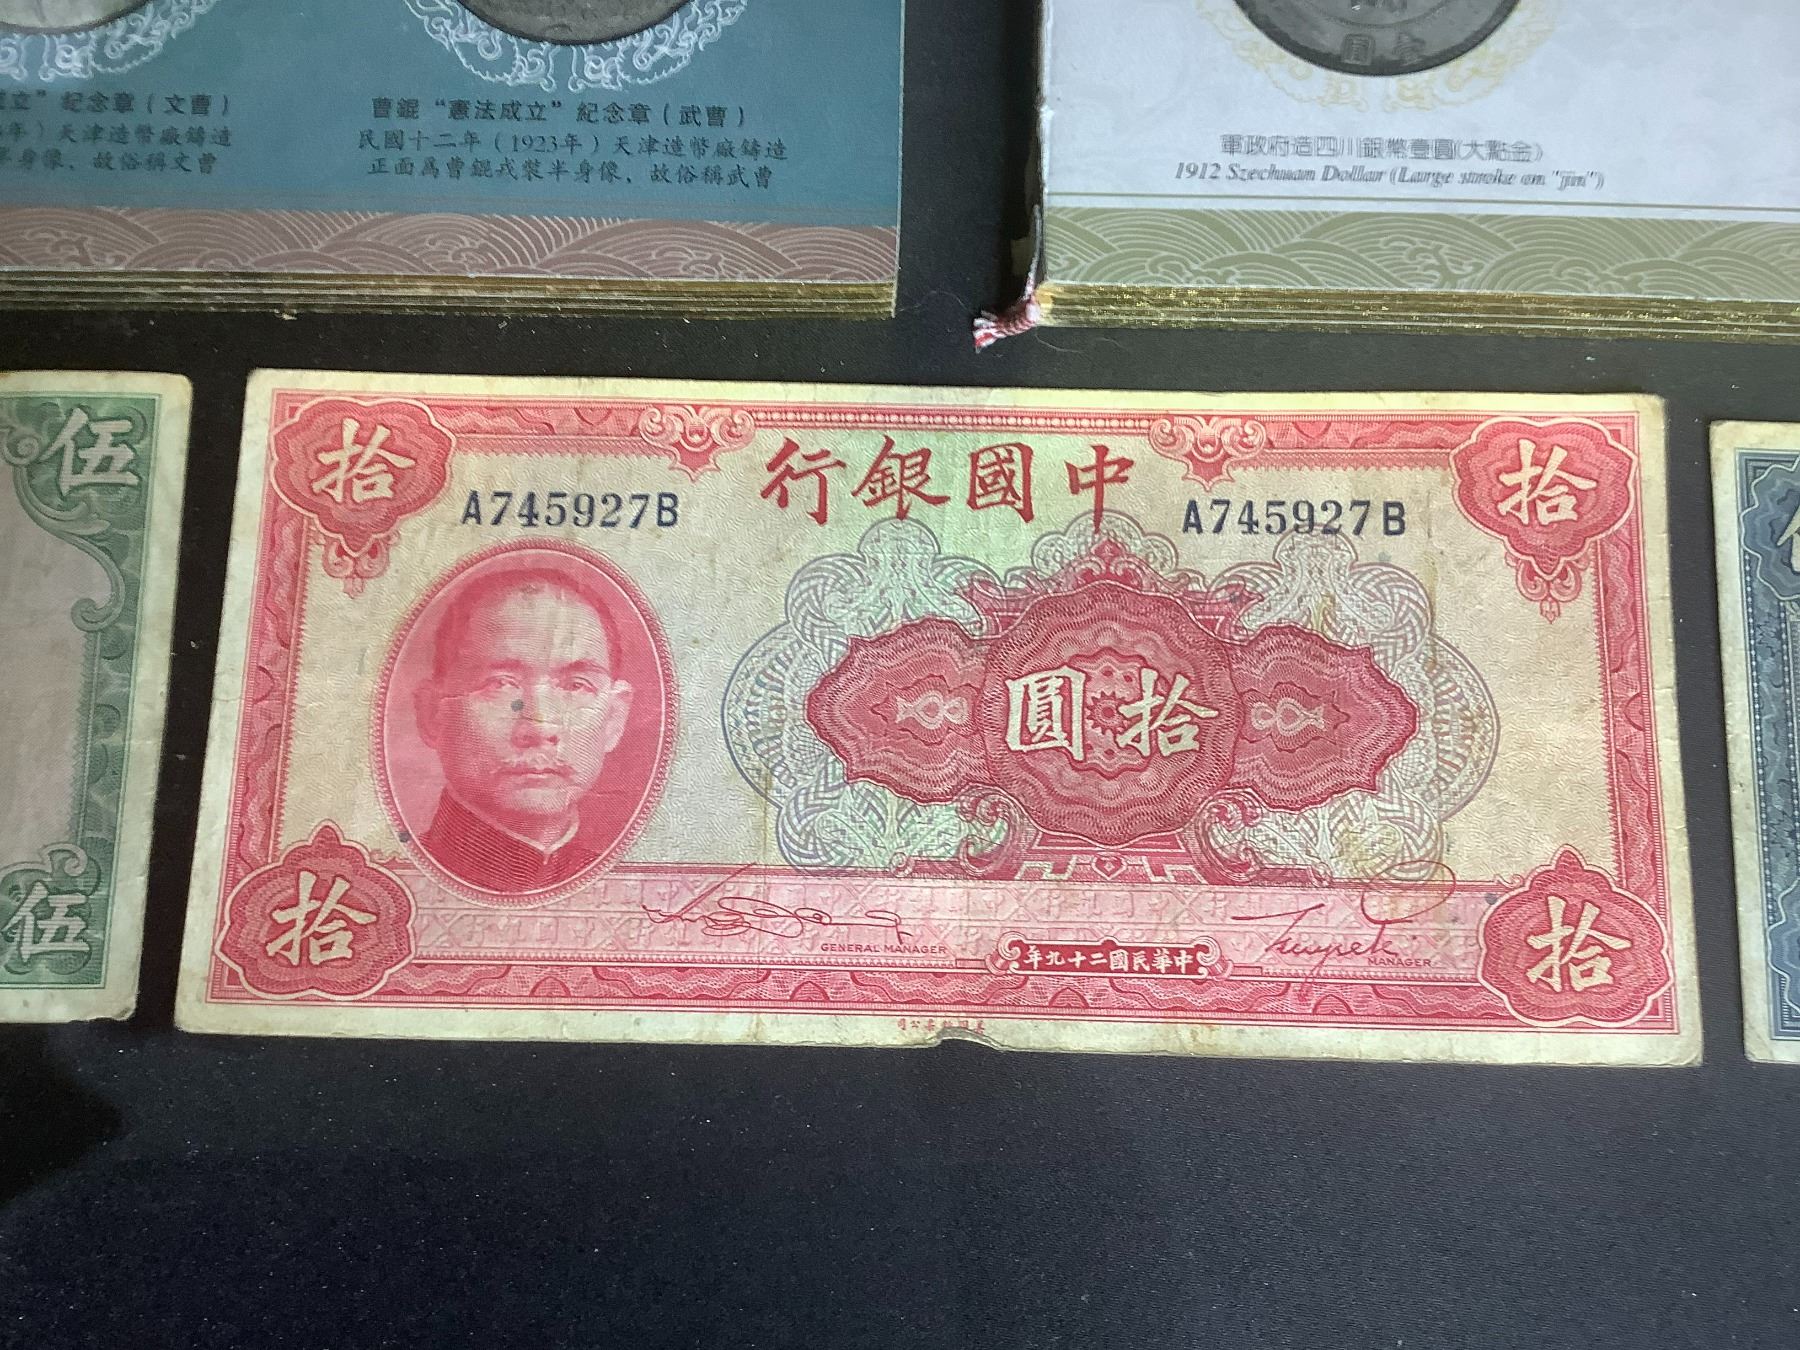 立”紀念章（文曹）
年）天津造幣廠鑄造
半身像，故俗稱文曹
曹錕“憲法成立”紀念章（武曹）
民國十二年（1923年）天津造幣廠鑄造
正面為曹錕戎裝半身像，故俗稱武曹
壹圓
軍政府造四川銀幣壹圓(大點金)
1912 Szechuan Dollar (Large stroke on "jin")
伍
伍
拾
拾
中國銀行
A745927B
A745927B
拾圓
GENERAL MANAGER
中華民國二十九年
MANAGER
拾
拾